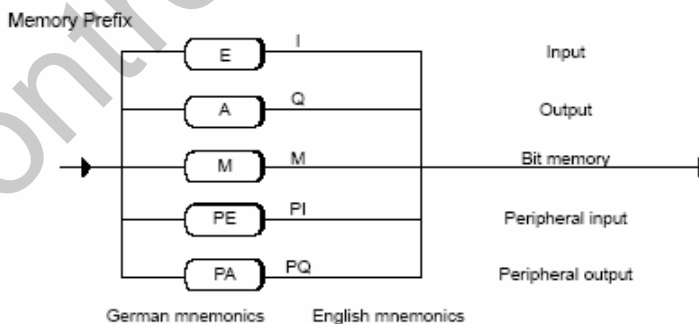 Memory Prefix
E I Input
A Q Output
M M Bit memory
PE PI Peripheral input
PA PQ Peripheral output
German mnemonics English mnemonics